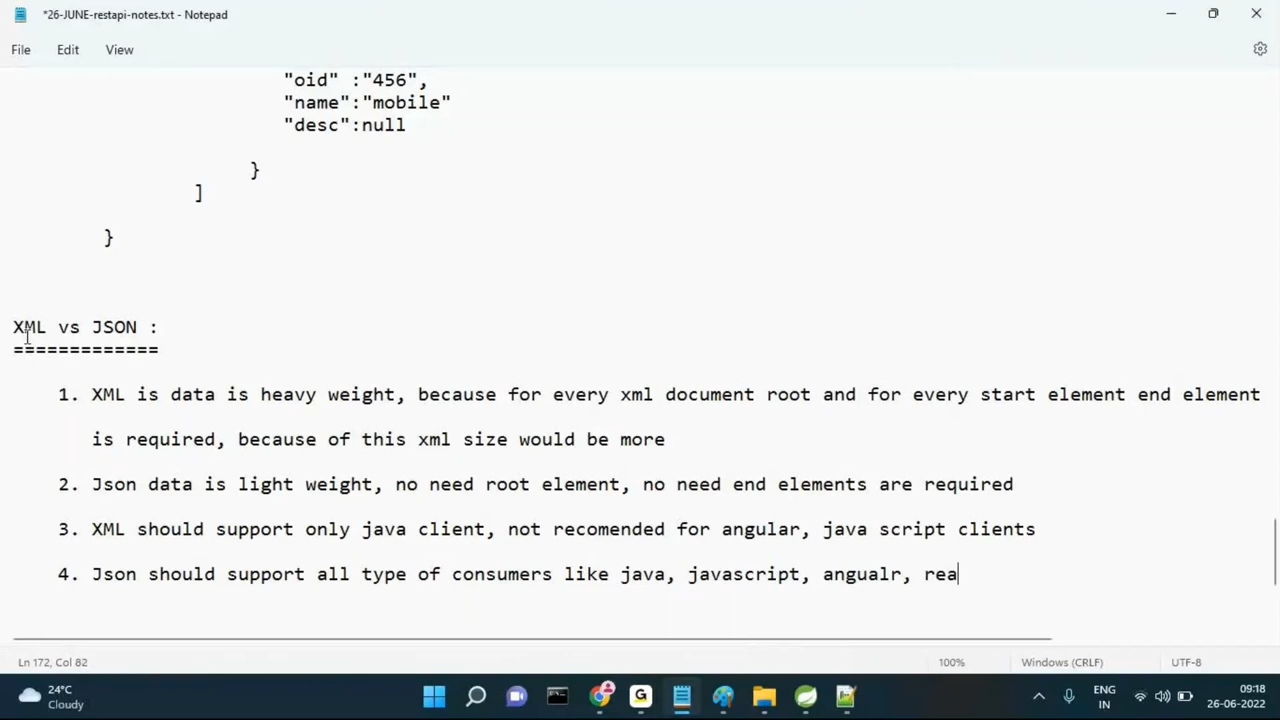 *26-JUNE-restapi-notes.txt - Notepad
File Edit View
"oid" :"456",
"name":"mobile"
"desc":null
}
]
}
XML vs JSON :
=============
1. XML is data is heavy weight, because for every xml document root and for every start element end element
is required, because of this xml size would be more
2. Json data is light weight, no need root element, no need end elements are required
3. XML should support only java client, not recomended for angular, java script clients
4. Json should support all type of consumers like java, javascript, angualr, rea
Ln 172, Col 82 100% Windows (CRLF) UTF-8
24°C
Cloudy
ENG
IN
09:18
26-06-2022